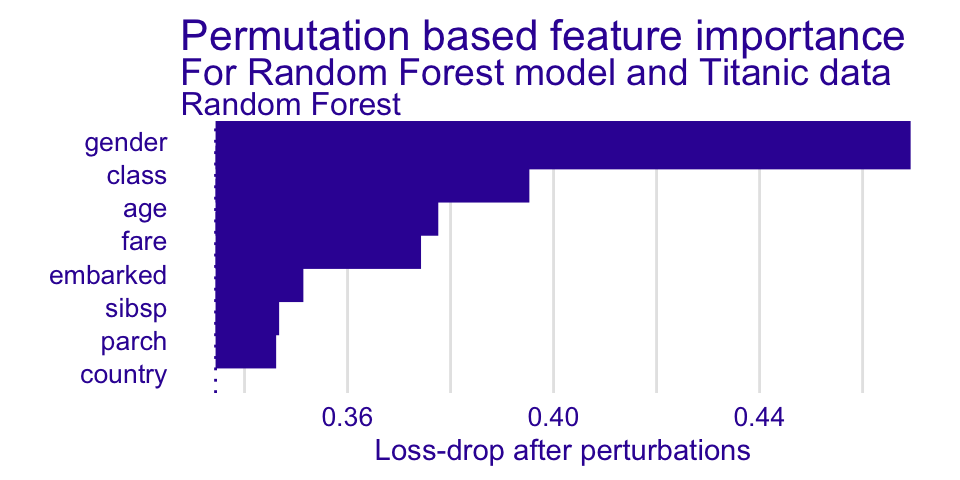 Permutation based feature importance
For Random Forest model and Titanic data
Random Forest
gender
class
age
fare
embarked
sibsp
parch
country
0.36 0.40 0.44
Loss-drop after perturbations